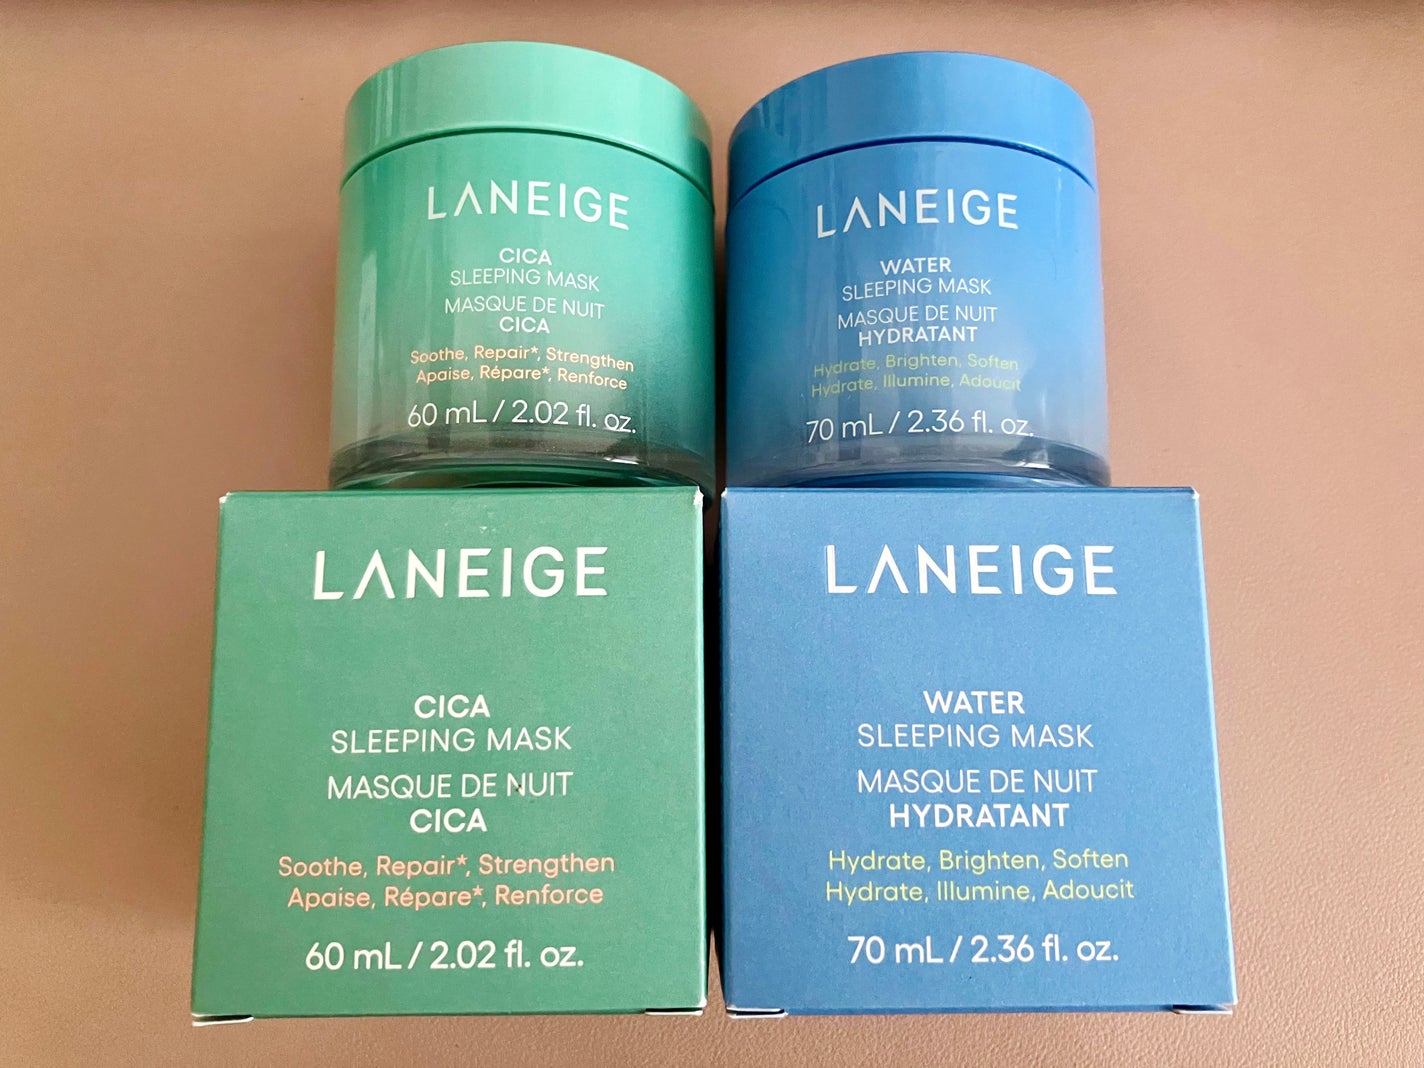 LANEIGE
CICA
SLEEPING MASK
MASQUE DE NUIT
CICA
Soothe, Repair*, Strengthen
Apaise, Répare*, Renforce
60 mL / 2.02 fl. oz.
LANEIGE
WATER
SLEEPING MASK
MASQUE DE NUIT
HYDRATANT
Hydrate, Brighten, Soften
Hydrate, Illumine, Adoucit
70 mL / 2.36 fl. oz.
LANEIGE
CICA
SLEEPING MASK
MASQUE DE NUIT
CICA
Soothe, Repair*, Strengthen
Apaise, Répare*, Renforce
60 mL / 2.02 fl. oz.
LANEIGE
WATER
SLEEPING MASK
MASQUE DE NUIT
HYDRATANT
Hydrate, Brighten, Soften
Hydrate, Illumine, Adoucit
70 mL / 2.36 fl. oz.